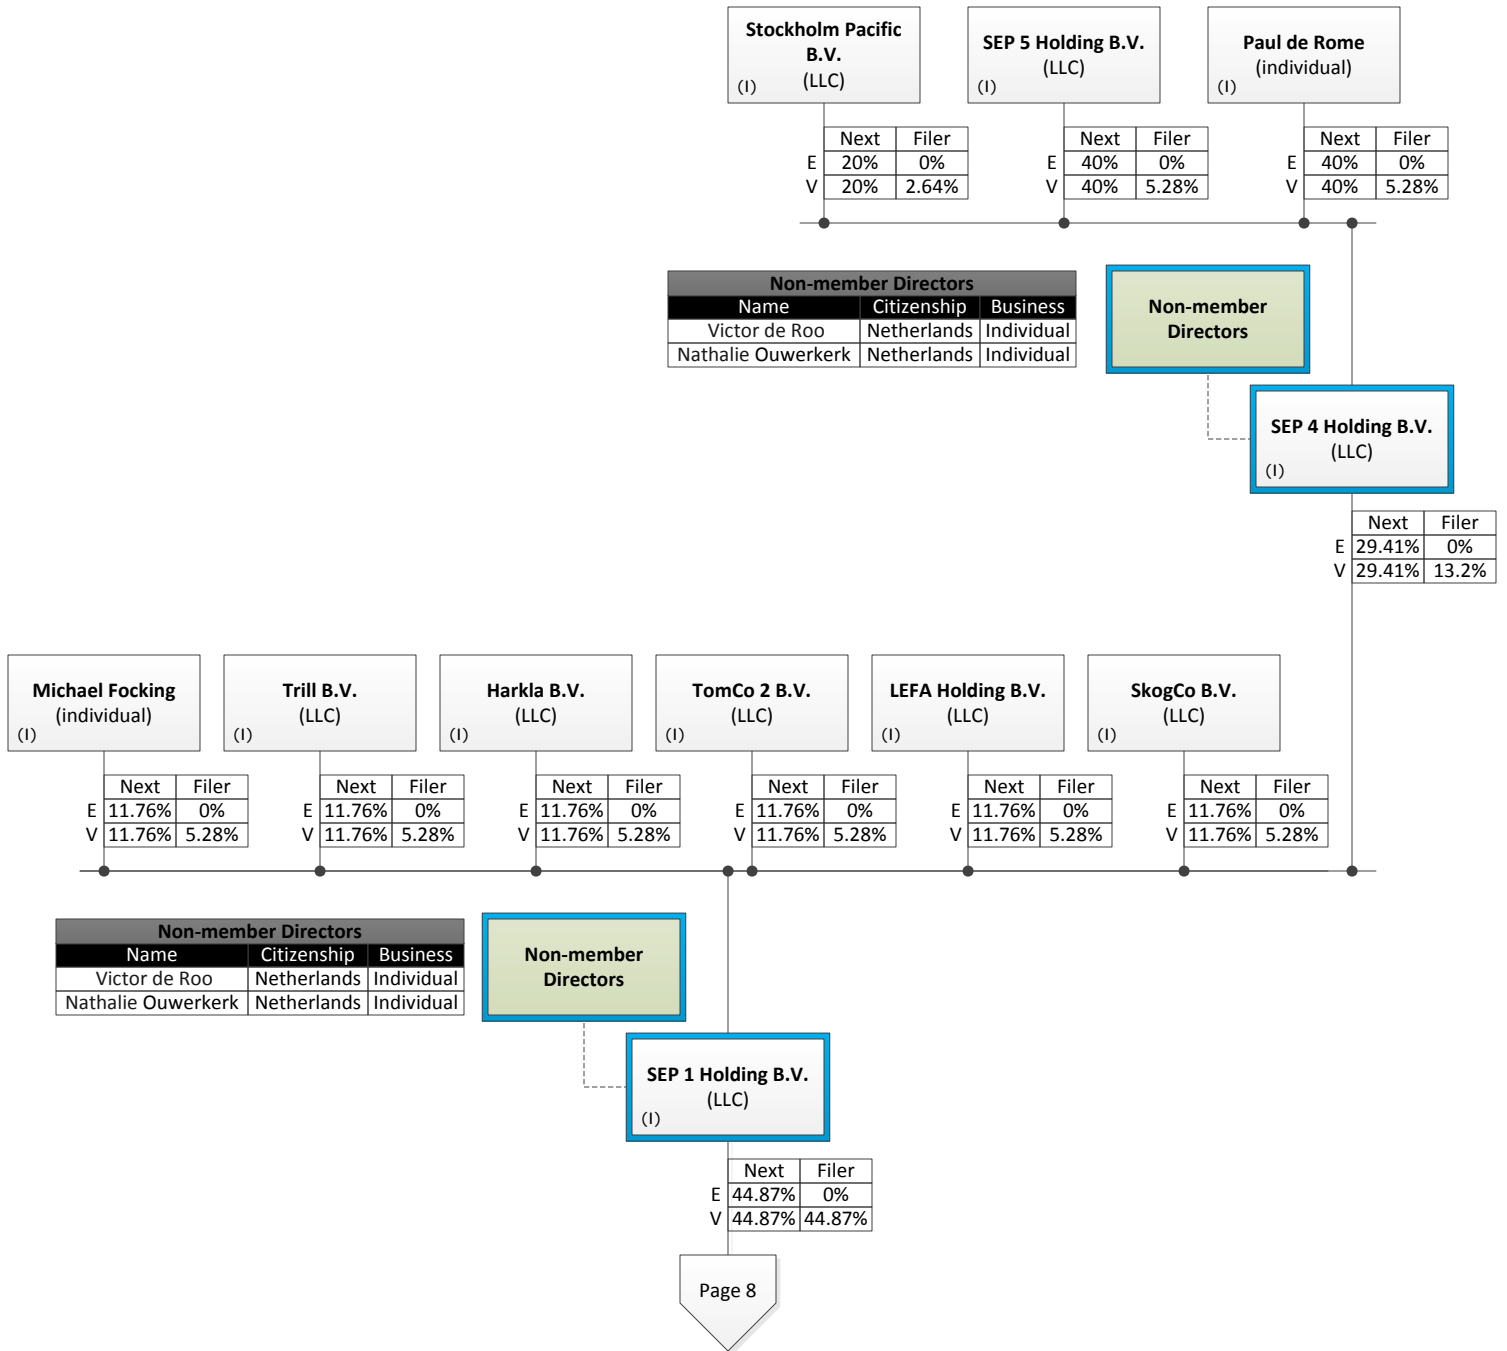 Stockholm Pacific
B.V.
(LLC)
(I)
SEP 5 Holding B.V.
(LLC)
(I)
Paul de Rome
(individual)
(I)
Next Filer
E 20% 0%
V 20% 2.64%
Next Filer
E 40% 0%
V 40% 5.28%
Next Filer
E 40% 0%
V 40% 5.28%
Non-member Directors
Name Citizenship Business
Victor de Roo Netherlands Individual
Nathalie Ouwerkerk Netherlands Individual
Non-member
Directors
SEP 4 Holding B.V.
(LLC)
(I)
Next Filer
E 29.41% 0%
V 29.41% 13.2%
Michael Focking
(individual)
(I)
Trill B.V.
(LLC)
(I)
Harkla B.V.
(LLC)
(I)
TomCo 2 B.V.
(LLC)
(I)
LEFA Holding B.V.
(LLC)
(I)
SkogCo B.V.
(LLC)
(I)
Next Filer
E 11.76% 0%
V 11.76% 5.28%
Next Filer
E 11.76% 0%
V 11.76% 5.28%
Next Filer
E 11.76% 0%
V 11.76% 5.28%
Next Filer
E 11.76% 0%
V 11.76% 5.28%
Next Filer
E 11.76% 0%
V 11.76% 5.28%
Next Filer
E 11.76% 0%
V 11.76% 5.28%
Non-member Directors
Name Citizenship Business
Victor de Roo Netherlands Individual
Nathalie Ouwerkerk Netherlands Individual
Non-member
Directors
SEP 1 Holding B.V.
(LLC)
(I)
Next Filer
E 44.87% 0%
V 44.87% 44.87%
Page 8